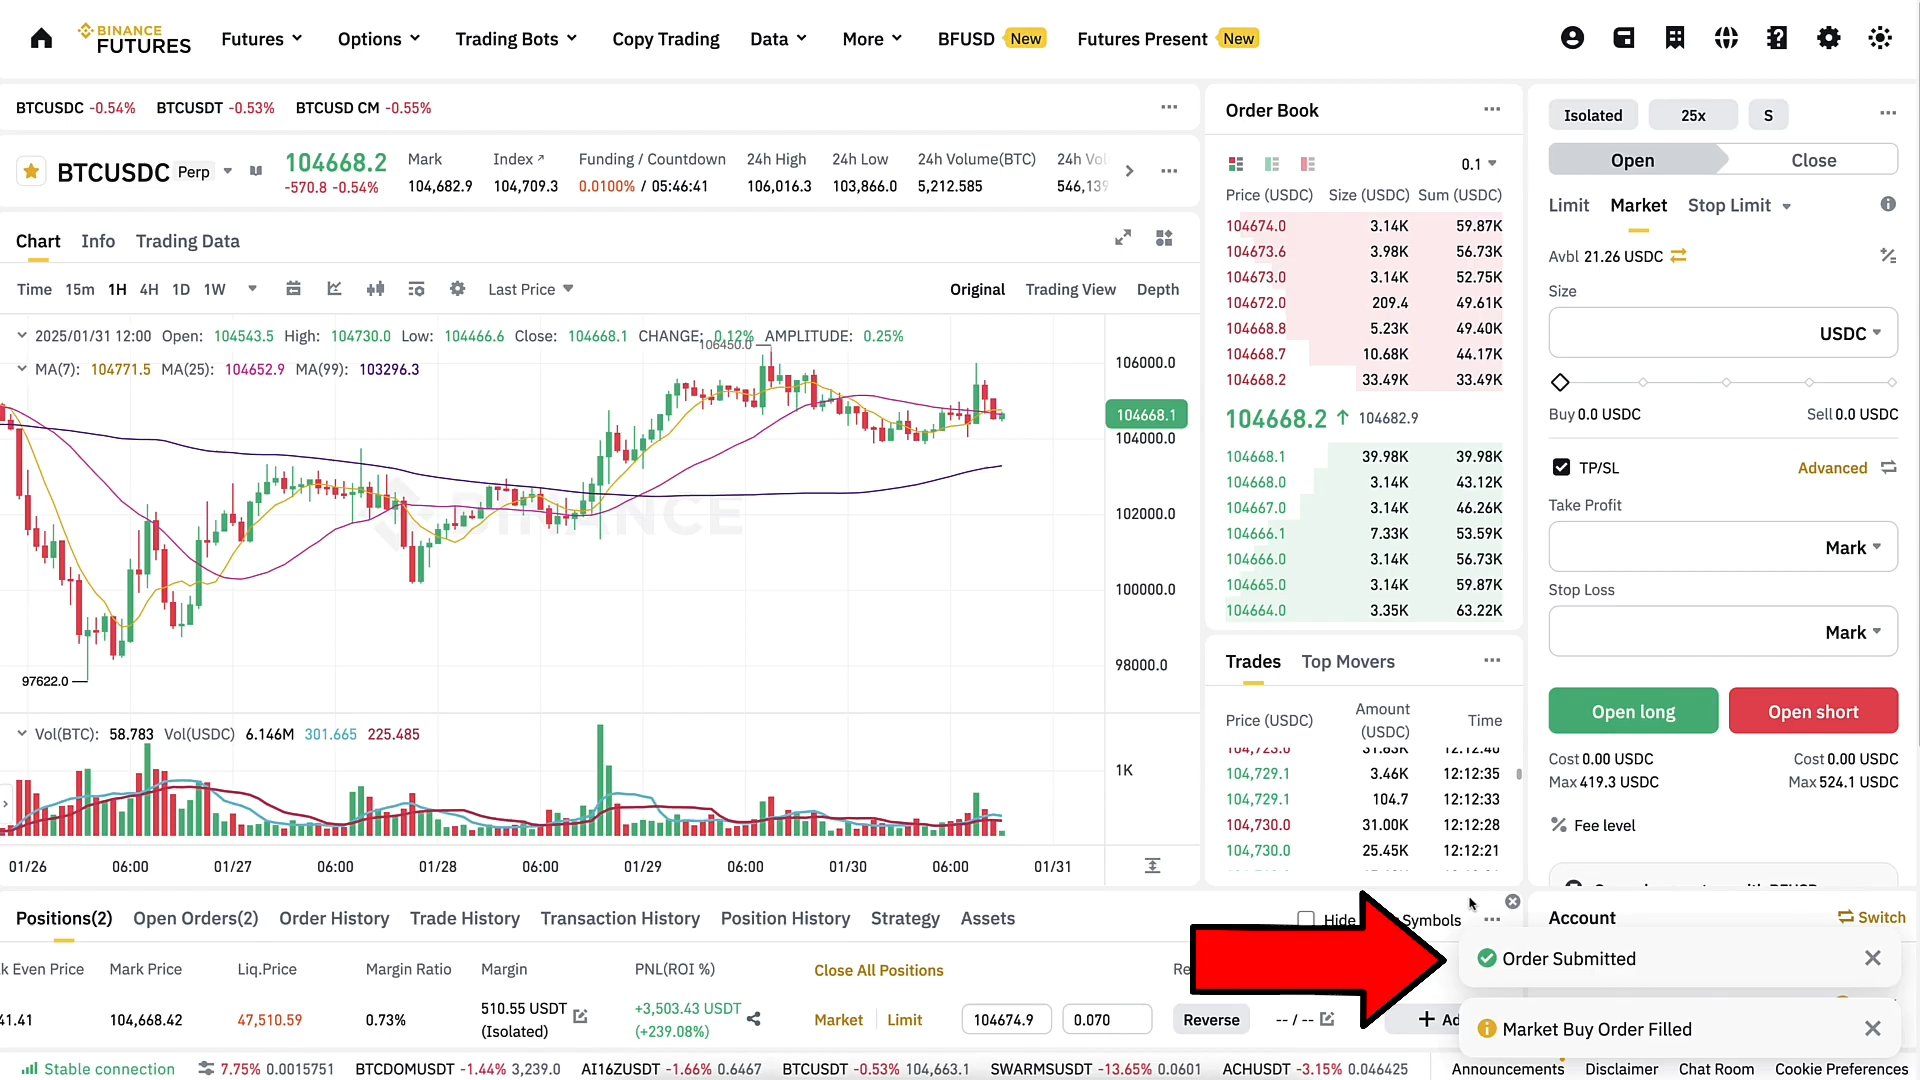 BINANCE
FUTURES
Futures
Options
Trading Bots
Copy Trading
Data
More
BFUSD New
Futures Present New
BTCUSDC -0.54% BTCUSDT -0.53% BTCUSD CM -0.55%
BTCUSDC Perp
104668.2
-570.8 -0.54%
Mark
104,682.9
Index
104,709.3
Funding / Countdown
0.0100% / 05:46:41
24h High
106,016.3
24h Low
103,866.0
24h Volume(BTC)
5,212.585
24h Vol
546,139
Chart Info Trading Data
Time 15m 1H 4H 1D 1W
Last Price
Original Trading View Depth
2025/01/31 12:00 Open: 104543.5 High: 104730.0 Low: 104466.6 Close: 104668.1 CHANGE: 0.12% AMPLITUDE: 0.25%
106450.0
MA(7): 104771.5 MA(25): 104652.9 MA(99): 103296.3
106000.0
104668.1
104000.0
102000.0
100000.0
98000.0
BINANCE
97622.0
Vol(BTC): 58.783 Vol(USDC) 6.146M 301.665 225.485
1K
01/26 06:00 01/27 06:00 01/28 06:00 01/29 06:00 01/30 06:00 01/31
Order Book
0.1
Price (USDC) Size (USDC) Sum (USDC)
104674.0 3.14K 59.87K
104673.6 3.98K 56.73K
104673.0 3.14K 52.75K
104672.0 209.4 49.61K
104668.8 5.23K 49.40K
104668.7 10.68K 44.17K
104668.2 33.49K 33.49K
104668.2 104682.9
104668.1 39.98K 39.98K
104668.0 3.14K 43.12K
104667.0 3.14K 46.26K
104666.1 7.33K 53.59K
104666.0 3.14K 56.73K
104665.0 3.14K 59.87K
104664.0 3.35K 63.22K
Trades Top Movers
Price (USDC) Amount (USDC) Time
104,729.1 3.46K 12:12:35
104,729.1 104.7 12:12:33
104,730.0 31.00K 12:12:28
104,730.0 25.45K 12:12:21
Isolated 25x S
Open Close
Limit Market Stop Limit
Avbl 21.26 USDC
Size
USDC
Buy 0.0 USDC Sell 0.0 USDC
TP/SL Advanced
Take Profit
Mark
Stop Loss
Mark
Open long Open short
Cost 0.00 USDC Cost 0.00 USDC
Max 419.3 USDC Max 524.1 USDC
Fee level
Positions(2) Open Orders(2) Order History Trade History Transaction History Position History Strategy Assets
Hide Symbols
Account Switch
k Even Price Mark Price Liq.Price Margin Ratio Margin PNL(ROI %) Close All Positions Re
41.41 104,668.42 47,510.59 0.73%
510.55 USDT
(Isolated)
+3,503.43 USDT
(+239.08%)
Market Limit 104674.9 0.070 Reverse -- / -- + Ad
Order Submitted
Market Buy Order Filled
Stable connection
7.75% 0.0015751 BTCDOMUSDT -1.44% 3,239.0 AI16ZUSDT -1.66% 0.6467 BTCUSDT -0.53% 104,663.1 SWARMSUSDT -13.65% 0.0601 ACHUSDT -3.15% 0.046425
Announcements Disclaimer Chat Room Cookie Preferences